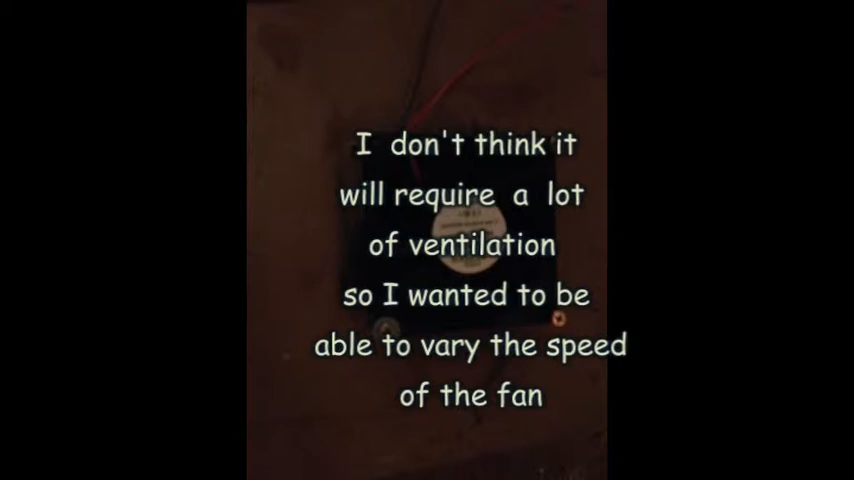 I don't think it
will require a lot
of ventilation
so I wanted to be
able to vary the speed
of the fan